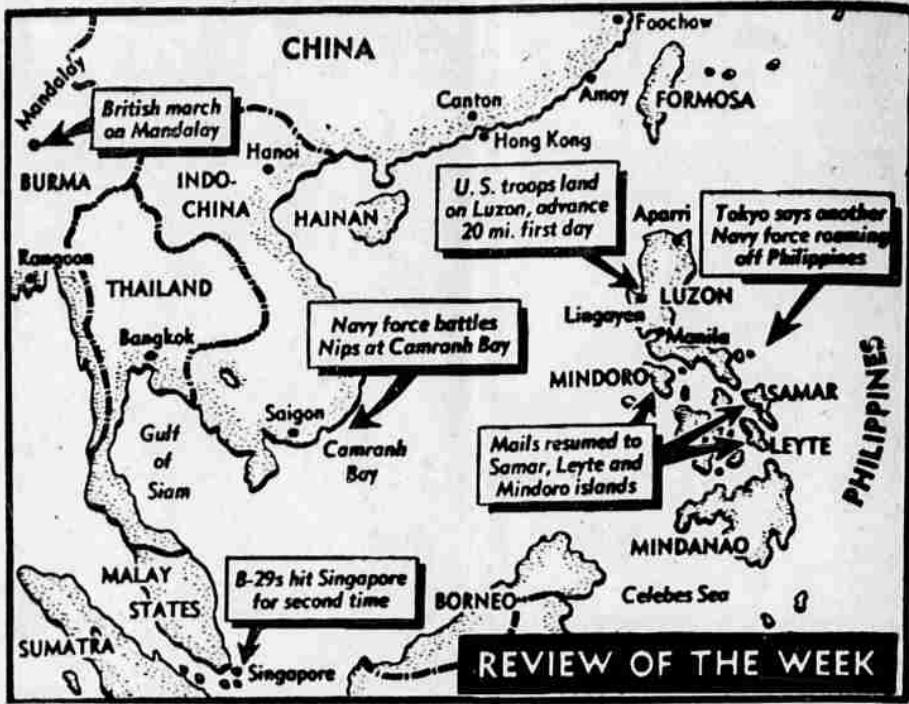 Foochow
CHINA
Mandalay
British march
on Mandalay
Canton
Amoy
FORMOSA
Hong Kong
Hanoi
BURMA
INDO-
CHINA
HAINAN
U. S. troops land
on Luzon, advance
20 mi. first day
Aparri
Tokyo says another
Navy force roaming
off Philippines
Rangoon
THAILAND
LUZON
Lingayen
Bangkok
Navy force battles
Nips at Camranh Bay
Manila
MINDORO
SAMAR
Saigon
Gulf
of
Siam
Camranh
Bay
Mails resumed to
Samar, Leyte and
Mindoro islands
LEYTE
PHILIPPINES
MINDANAO
MALAY
STATES
B-29s hit Singapore
for second time
BORNEO
Celebes Sea
SUMATRA
Singapore
REVIEW OF THE WEEK